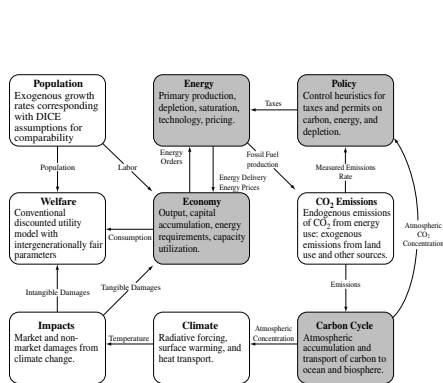 Population
Exogenous growth
rates corresponding
with DICE
assumptions for
comparability
Energy
Primary production,
depletion, saturation,
technology, pricing.
Policy
Control heuristics for
taxes and permits on
carbon, energy, and
depletion.
Taxes
Population
Labor
Energy
Orders
Energy Delivery
Energy Prices
Fossil Fuel
production
Measured Emissions
Rate
Welfare
Conventional
discounted utility
model with
intergenerationally fair
parameters
Consumption
Economy
Output, capital
accumulation, energy
requirements, capacity
utilization.
CO2 Emissions
Endogenous emissions
of CO2 from energy
use: exogenous
emissions from land
use and other sources.
Atmospheric
CO2
Concentration
Intangible Damages
Tangible Damages
Emissions
Impacts
Market and non-
market damages from
climate change.
Temperature
Climate
Radiative forcing,
surface warming, and
heat transport.
Atmospheric
Concentration
Carbon Cycle
Atmospheric
accumulation and
transport of carbon to
ocean and biosphere.